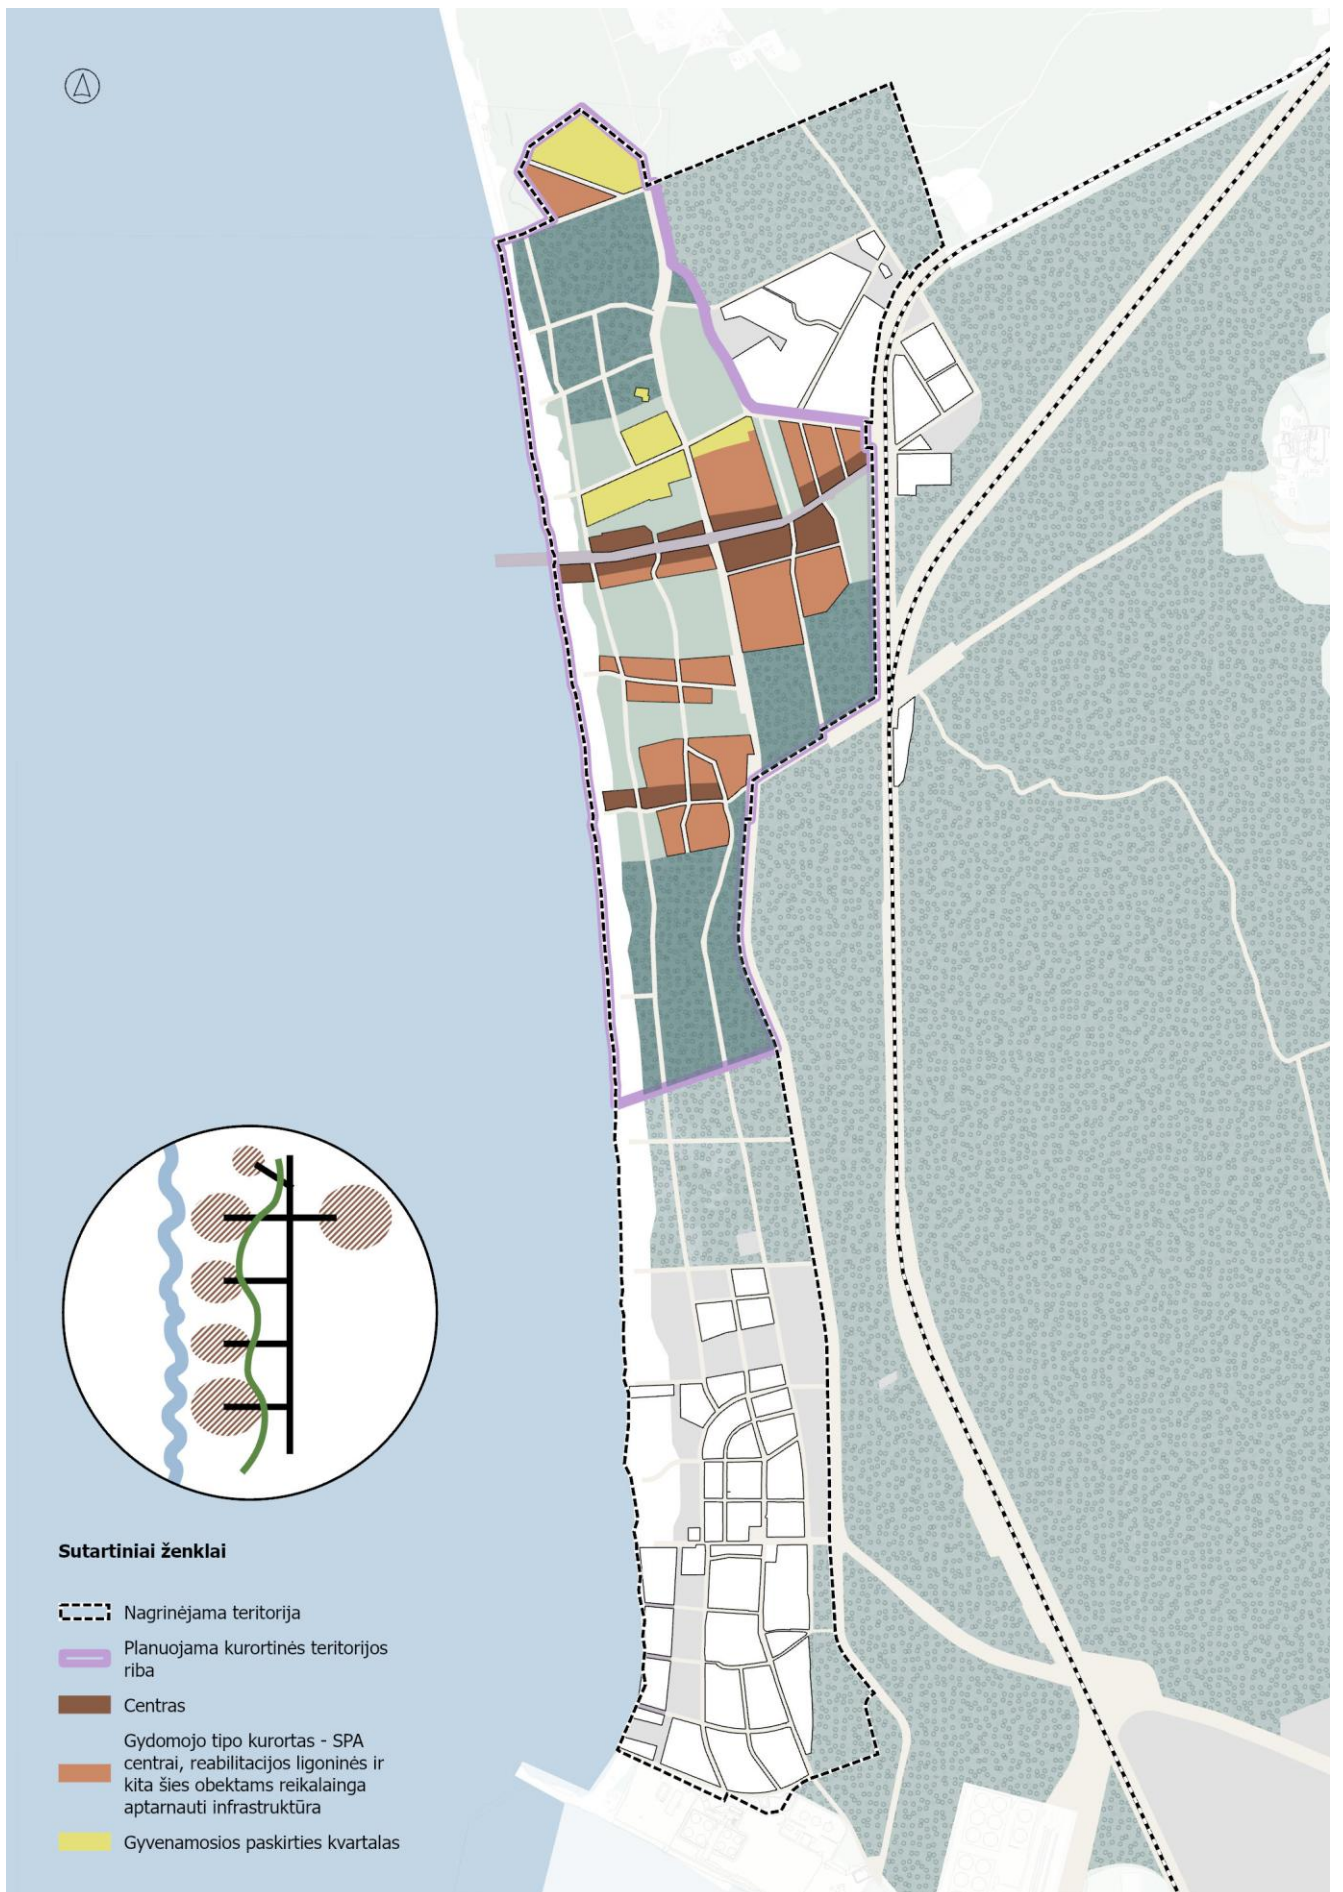 Sutartiniai ženklai
Nagrinėjama teritorija
Planuojama kurortinės teritorijos
riba
Centras
Gydomojo tipo kurortas - SPA
centrai, reabilitacijos ligoninės ir
kita šies obektams reikalainga
aptarnauti infrastruktūra
Gyvenamosios paskirties kvartalas